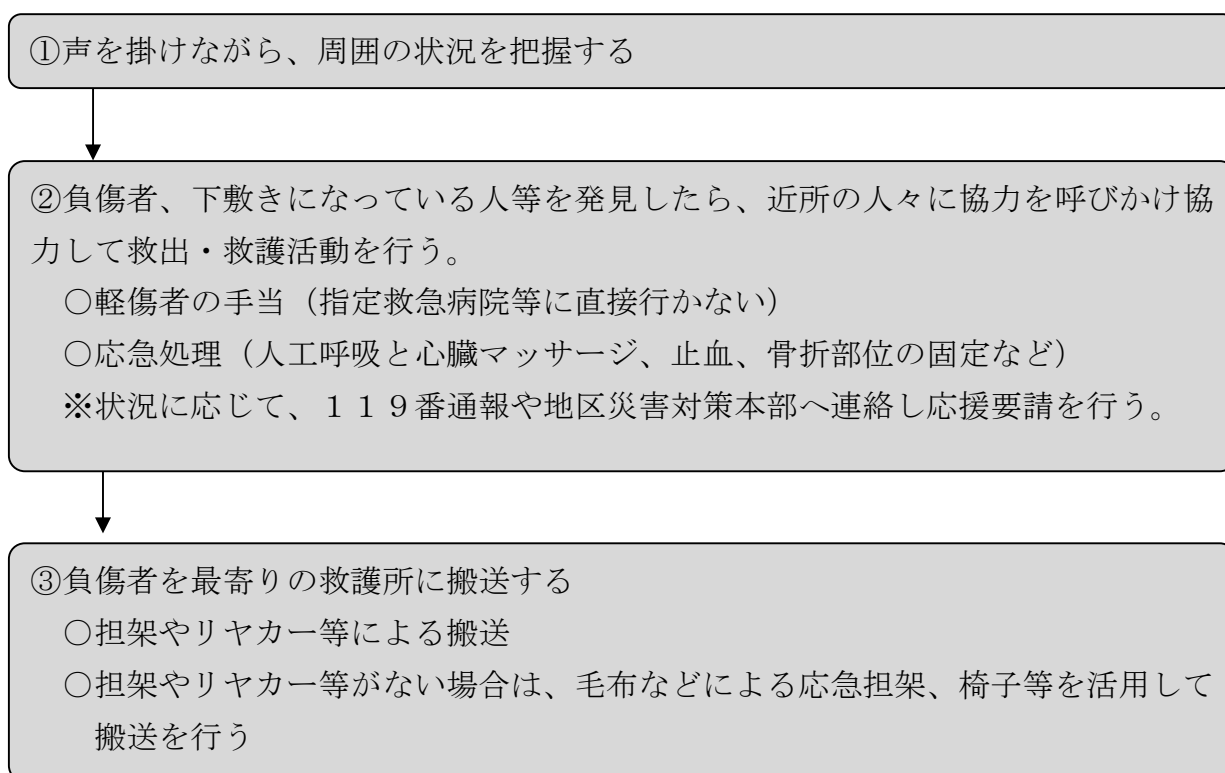 ①声を掛けながら、周囲の状況を把握する
②負傷者、下敷きになっている人等を発見したら、近所の人々に協力を呼びかけ協
力して救出・救護活動を行う。
○軽傷者の手当（指定救急病院等に直接行かない）
○応急処理（人工呼吸と心臓マッサージ、止血、骨折部位の固定など）
※状況に応じて、１１９番通報や地区災害対策本部へ連絡し応援要請を行う。
③負傷者を最寄りの救護所に搬送する
○担架やリヤカー等による搬送
○担架やリヤカー等がない場合は、毛布などによる応急担架、椅子等を活用して
搬送を行う